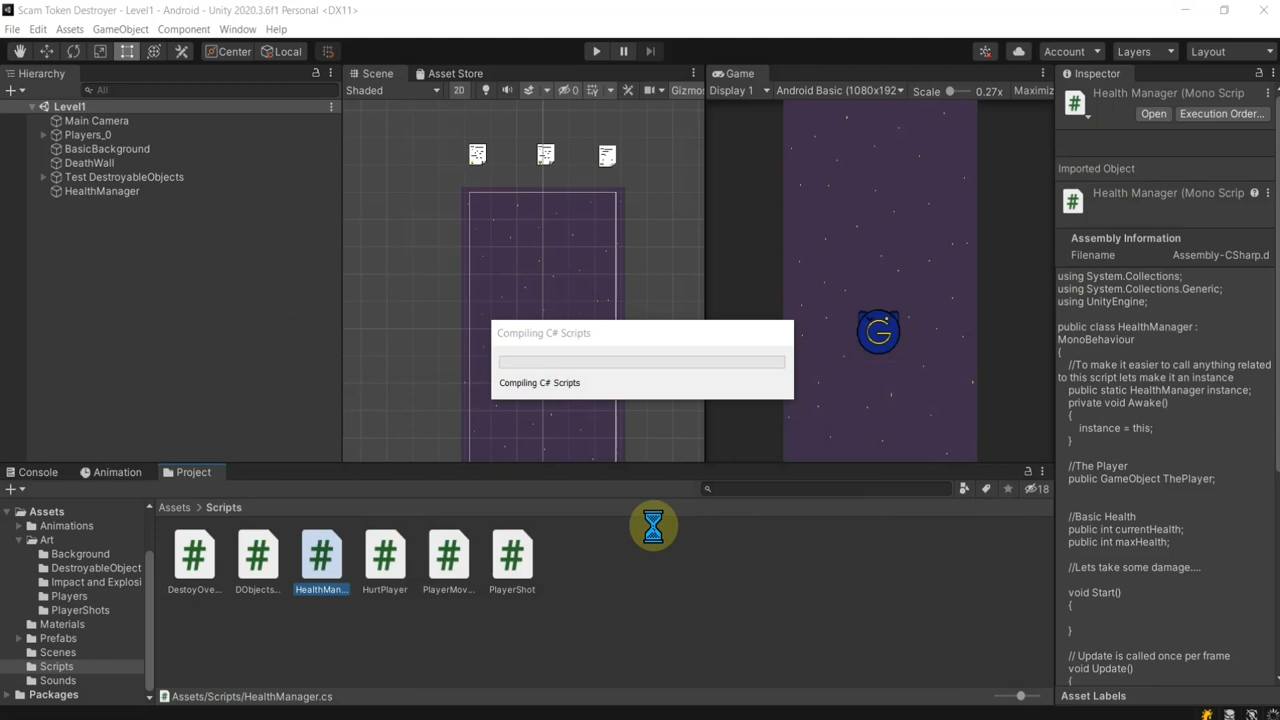 Scam Token Destroyer - Level1 - Android - Unity 2020.3.6f1 Personal <DX11>
File Edit Assets GameObject Component Window Help
Center Local Account Layers Layout
Hierarchy
All
Level1
Main Camera
Players_0
BasicBackground
DeathWall
Test DestroyableObjects
HealthManager
Scene Asset Store
Shaded 2D 0 Gizmos
Game
Display 1 Android Basic (1080x192 Scale 0.27x Maximiz
G
Compiling C# Scripts
Compiling C# Scripts
Inspector
Health Manager (Mono Scrip
Open Execution Order...
Imported Object
Health Manager (Mono Scrip
Assembly Information
Filename Assembly-CSharp.d
using System.Collections;
using System.Collections.Generic;
using UnityEngine;
public class HealthManager :
MonoBehaviour
{
//To make it easier to call anything related
to this script lets make it an instance
public static HealthManager instance;
private void Awake()
{
instance = this;
}
//The Player
public GameObject ThePlayer;
//Basic Health
public int currentHealth;
public int maxHealth;
//Lets take some damage....
void Start()
{
}
// Update is called once per frame
void Update()
{
Asset Labels
Console Animation Project
18
Assets
Animations
Art
Background
DestroyableObject
Impact and Explosi
Players
PlayerShots
Materials
Prefabs
Scenes
Scripts
Sounds
Packages
Assets > Scripts
# # # # # #
DestoyOve... DObjects... HealthMan... HurtPlayer PlayerMov... PlayerShot
Assets/Scripts/HealthManager.cs